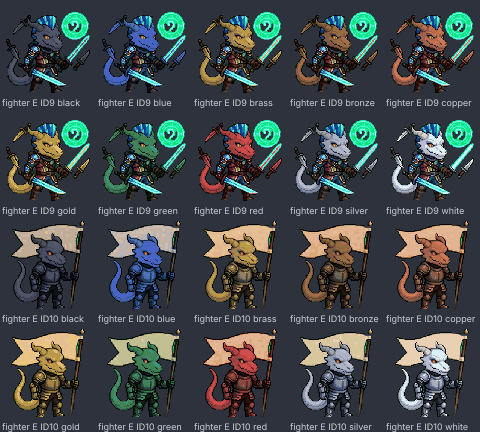 fighter E ID9 black
fighter E ID9 blue
fighter E ID9 brass
fighter E ID9 bronze
fighter E ID9 copper
fighter E ID9 gold
fighter E ID9 green
fighter E ID9 red
fighter E ID9 silver
fighter E ID9 white
fighter E ID10 black
fighter E ID10 blue
fighter E ID10 brass
fighter E ID10 bronze
fighter E ID10 copper
fighter E ID10 gold
fighter E ID10 green
fighter E ID10 red
fighter E ID10 silver
fighter E ID10 white